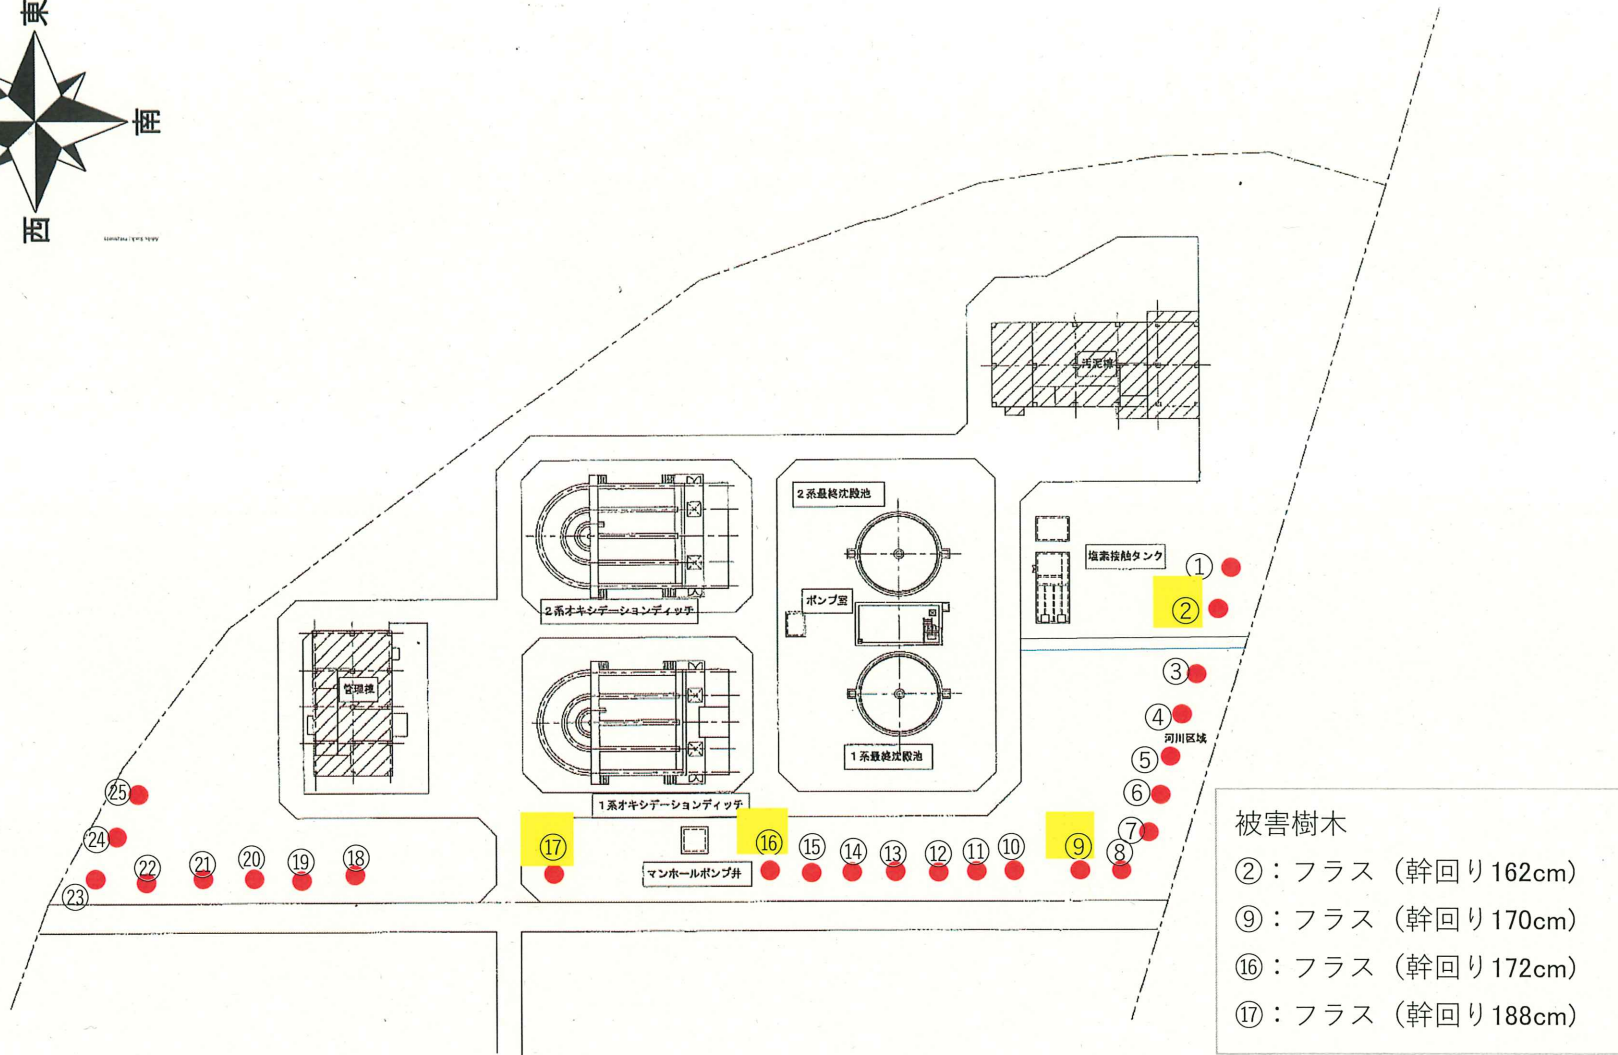 東
南
西
汚泥棟
2系最終沈殿池
塩素接触タンク
①
②
ポンプ室
2系オキシデーションディッチ
③
管理棟
④
河川区域
1系最終沈殿池
⑤
㉕
⑥
1系オキシデーションディッチ
⑦
㉔
⑰
⑯
⑮
⑭
⑬
⑫
⑪
⑩
⑨
⑧
㉓
㉒
㉑
⑳
⑲
⑱
マンホールポンプ井
被害樹木
②：フラス（幹回り162cm）
⑨：フラス（幹回り170cm）
⑯：フラス（幹回り172cm）
⑰：フラス（幹回り188cm）